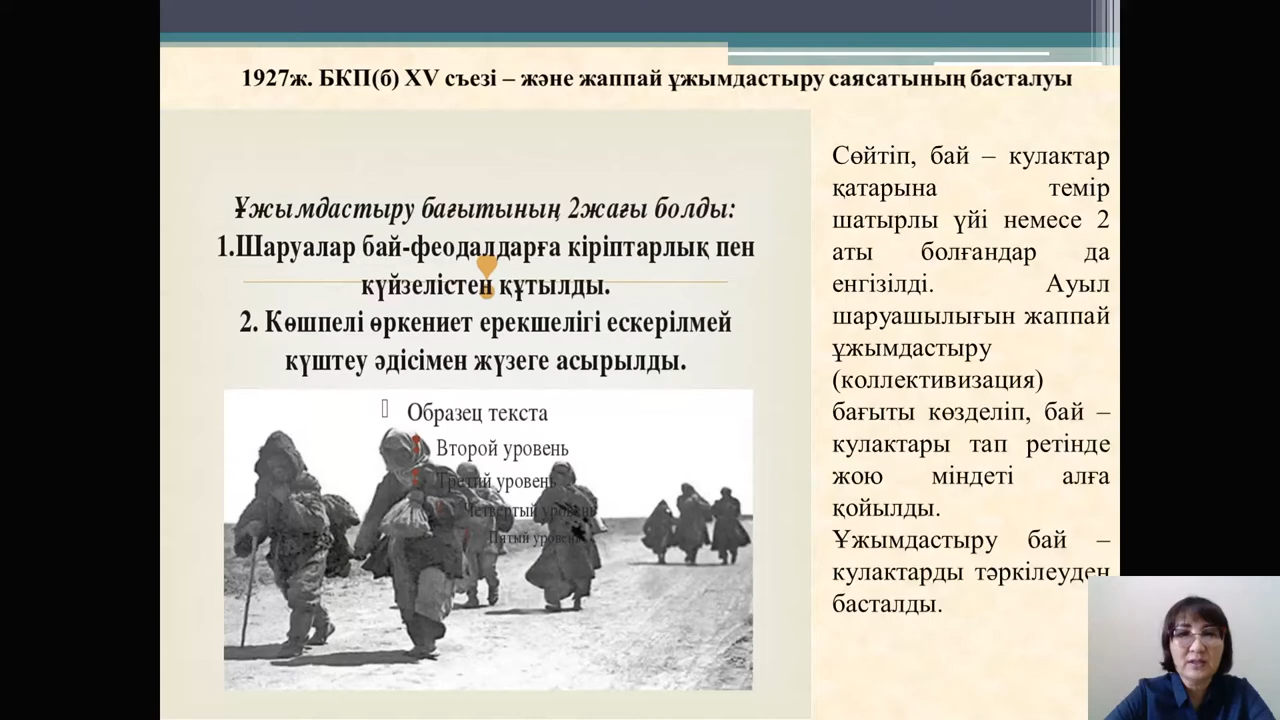 1927ж. БКП(б) XV съезі – және жаппай ұжымдастыру саясатының басталуы
Ұжымдастыру бағытының 2жағы болды:
1.Шаруалар бай-феодалдарға кіріптарлық пен
күйзелістен құтылды.
2. Көшпелі өркениет ерекшелігі ескерілмей
күштеу әдісімен жүзеге асырылды.
Образец текста
Второй уровень
Третий уровень
Четвертый уровень
Пятый уровень
Сөйтіп, бай – кулактар
қатарына темір
шатырлы үйі немесе 2
аты болғандар да
енгізілді. Ауыл
шаруашылығын жаппай
ұжымдастыру
(коллективизация)
бағыты көзделіп, бай –
кулактары тап ретінде
жою міндеті алға
қойылды.
Ұжымдастыру бай –
кулактарды тәркілеуден
басталды.